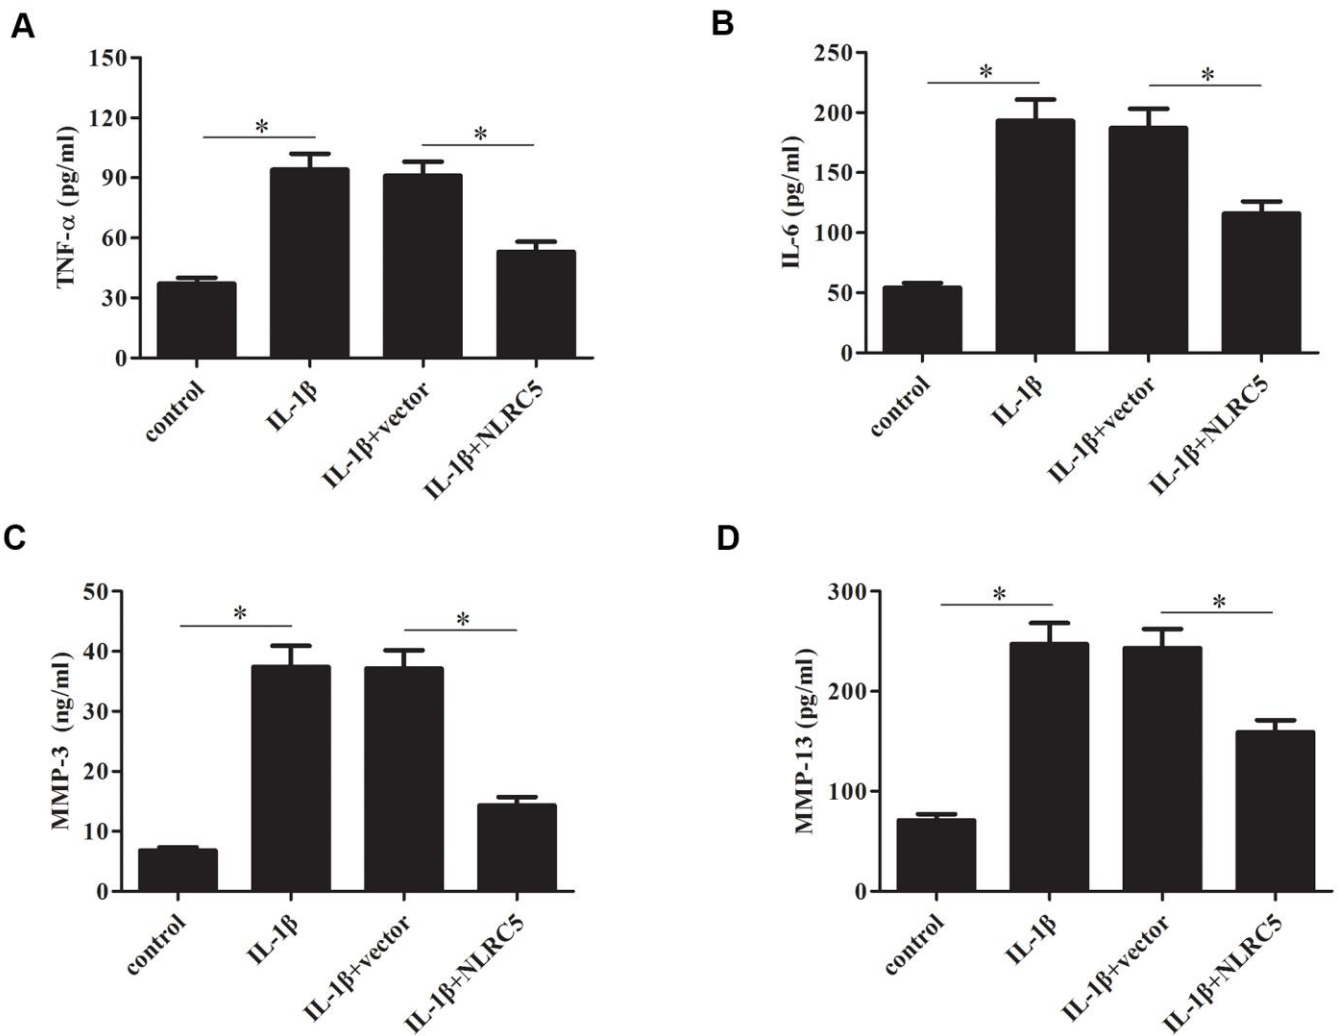 A
TNF-α (pg/ml)
150
120
90
60
30
0
*
*
control
IL-1β
IL-1β+vector
IL-1β+NLRC5
B
IL-6 (pg/ml)
250
200
150
100
50
0
*
*
control
IL-1β
IL-1β+vector
IL-1β+NLRC5
C
MMP-3 (ng/ml)
50
40
30
20
10
0
*
*
control
IL-1β
IL-1β+vector
IL-1β+NLRC5
D
MMP-13 (pg/ml)
300
200
100
0
*
*
control
IL-1β
IL-1β+vector
IL-1β+NLRC5